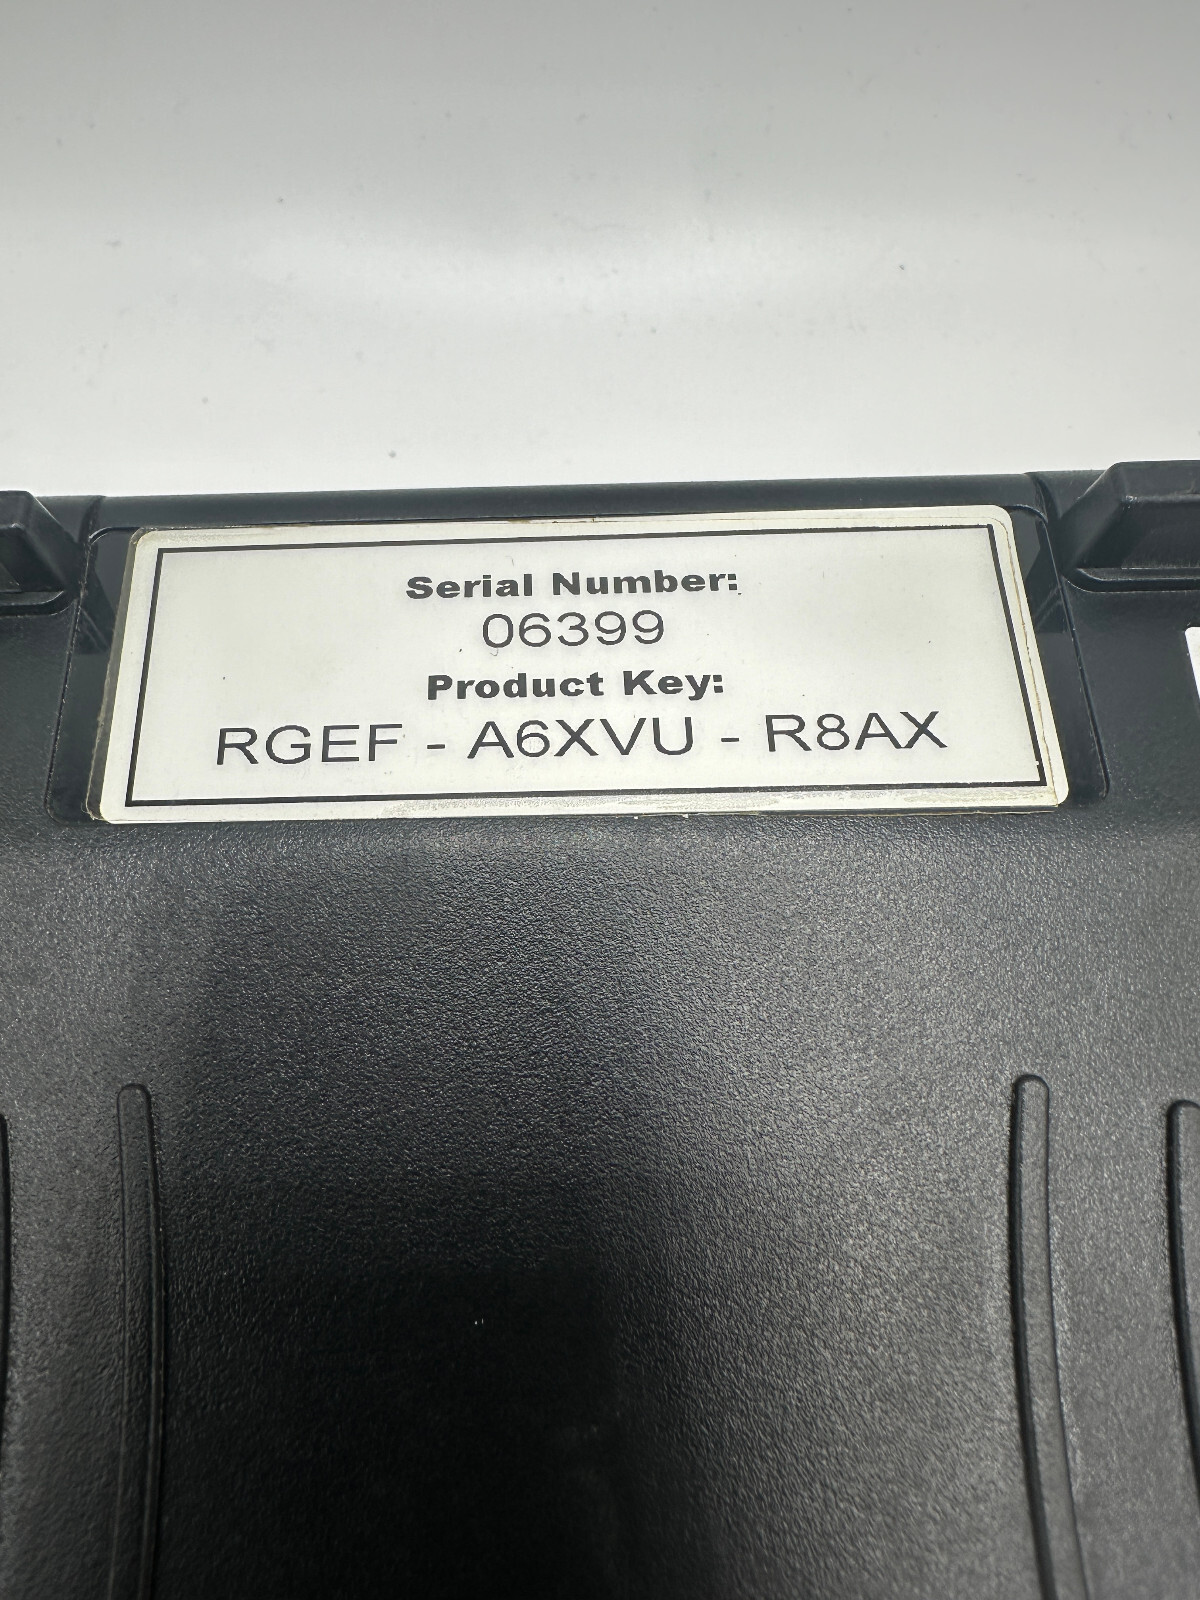 Serial Number:
06399
Product Key:
RGEF - A6XVU - R8AX